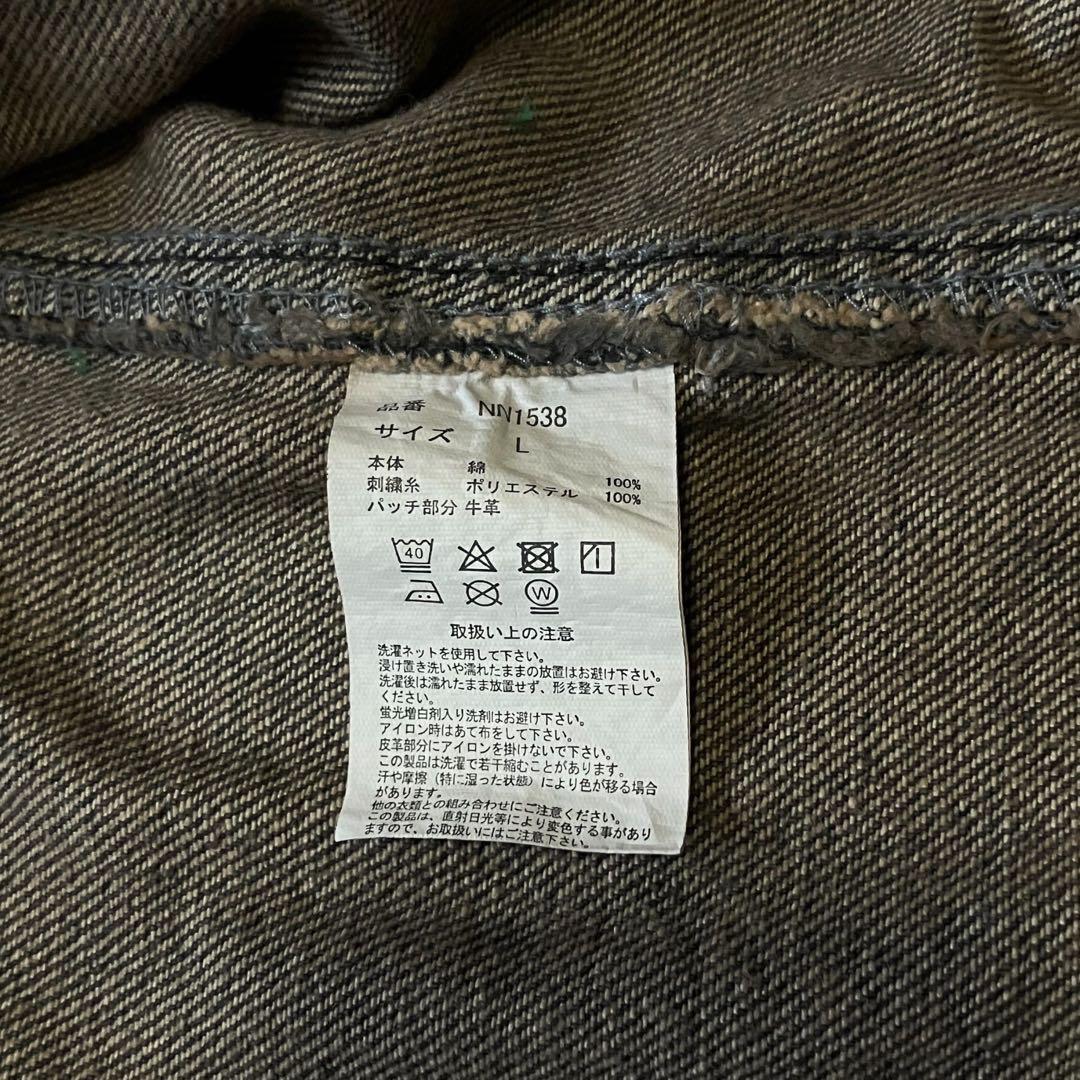 品番 NN1538
サイズ L
本体 綿 100%
刺繍糸 ポリエステル 100%
パッチ部分 牛革
40
W
取扱い上の注意
洗濯ネットを使用して下さい。
浸け置き洗いや濡れたままの放置はお避け下さい。
洗濯後は濡れたまま放置せず、形を整えて干して
ください。
蛍光増白剤入り洗剤はお避け下さい。
アイロン時はあて布をして下さい。
皮革部分にアイロンを掛けないで下さい。
この製品は洗濯で若干縮むことがあります。
汗や摩擦（特に湿った状態）により色が移る場合
があります。
他の衣類との組み合わせにご注意ください。
この製品は、直射日光等により変色する事があり
ますので、お取扱いにはご注意下さい。